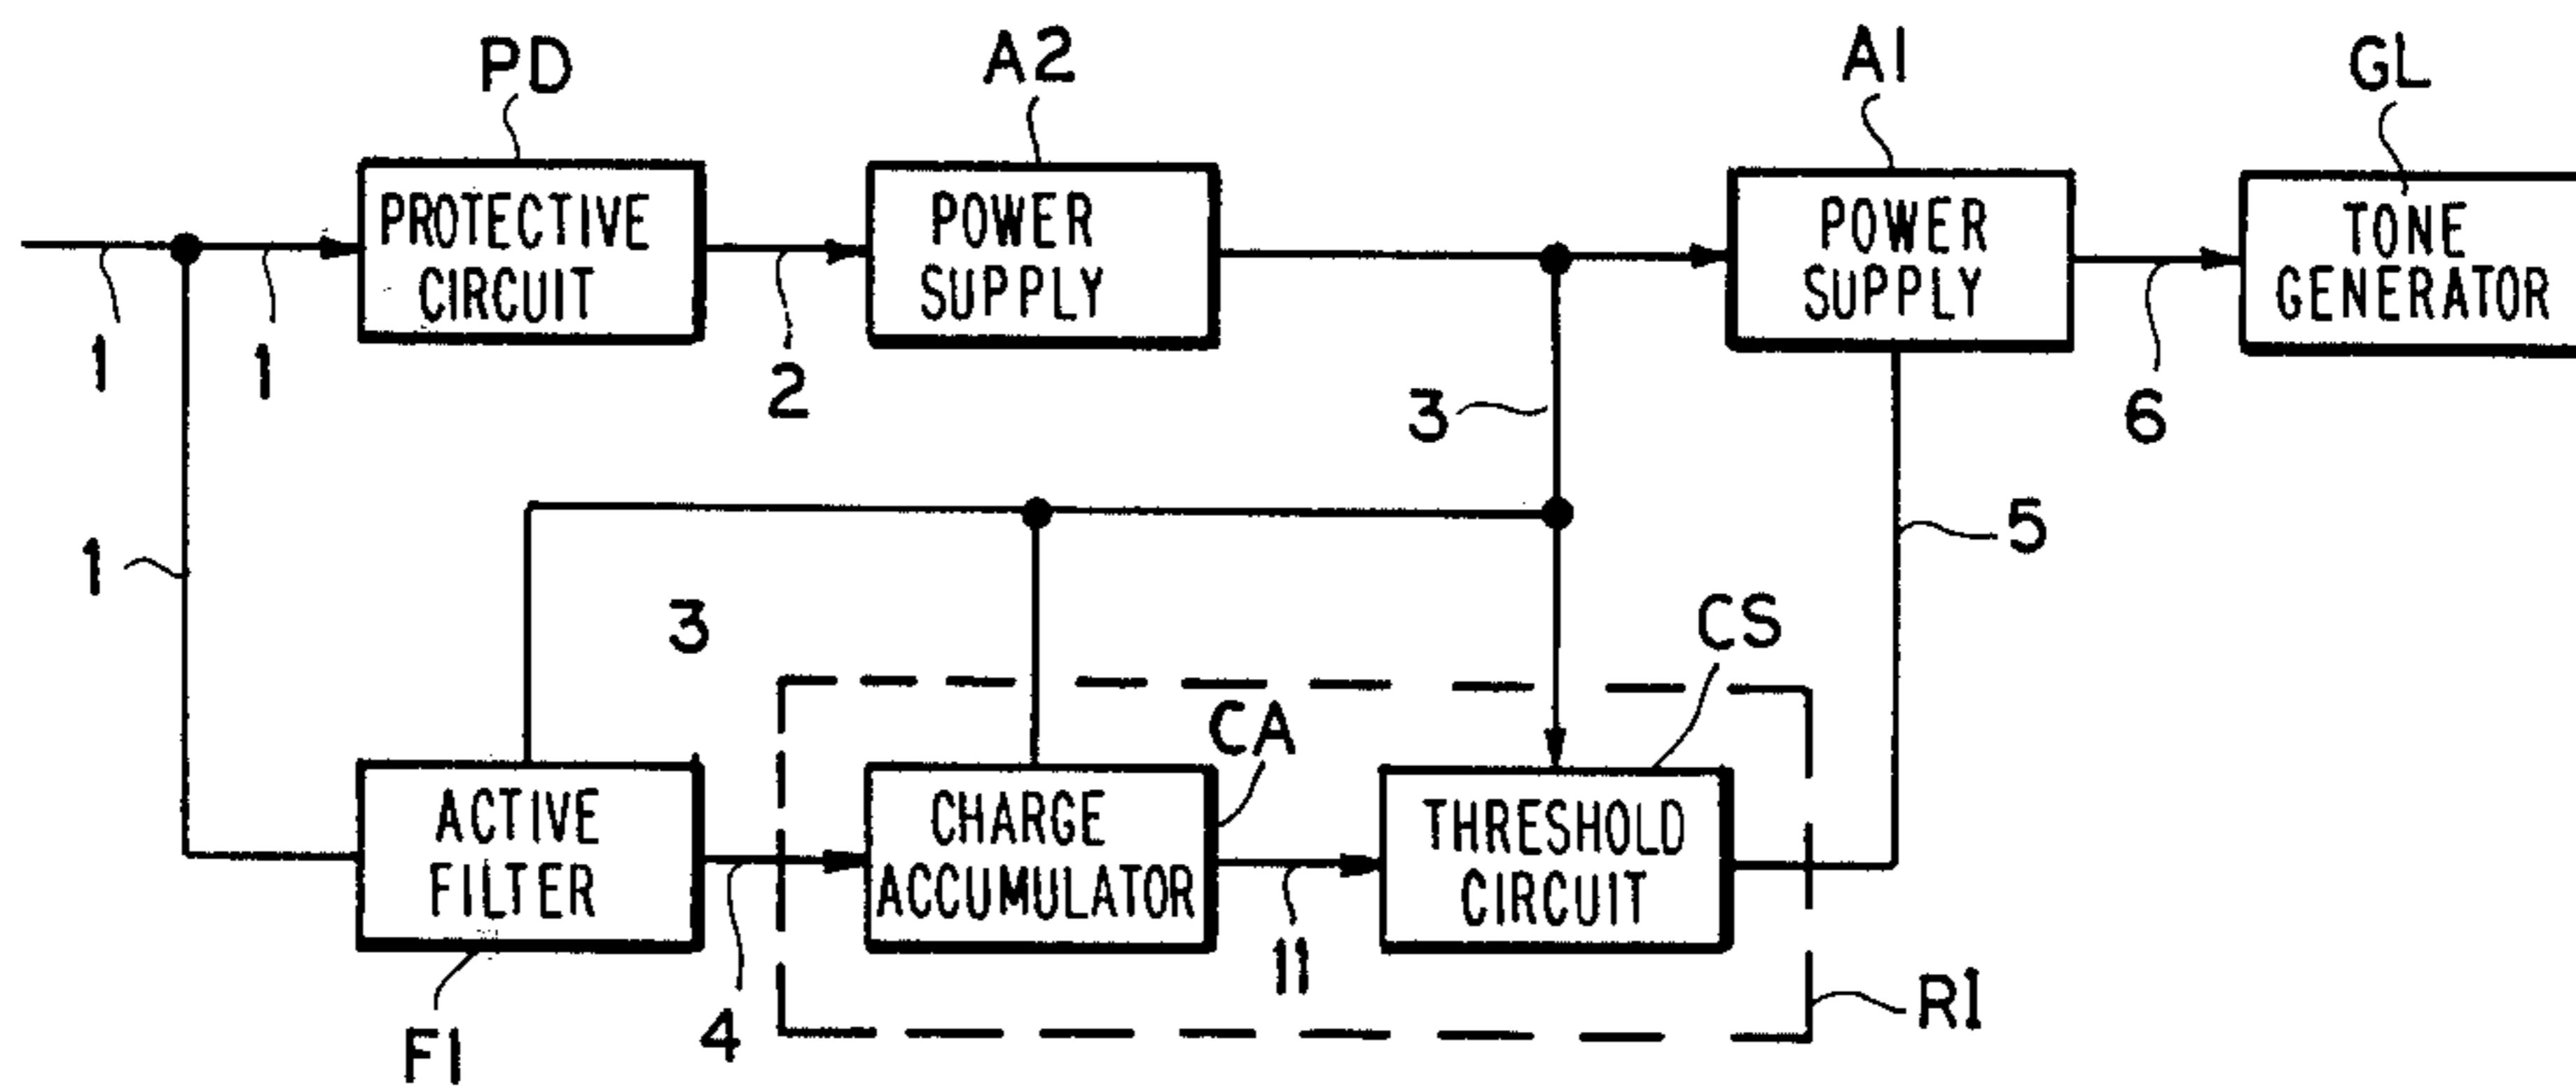 PD
A2
A1
GL
PROTECTIVE
CIRCUIT
POWER
SUPPLY
POWER
SUPPLY
TONE
GENERATOR
1
1
2
3
6
1
5
3
CS
CA
ACTIVE
FILTER
CHARGE
ACCUMULATOR
THRESHOLD
CIRCUIT
F1
4
11
R1